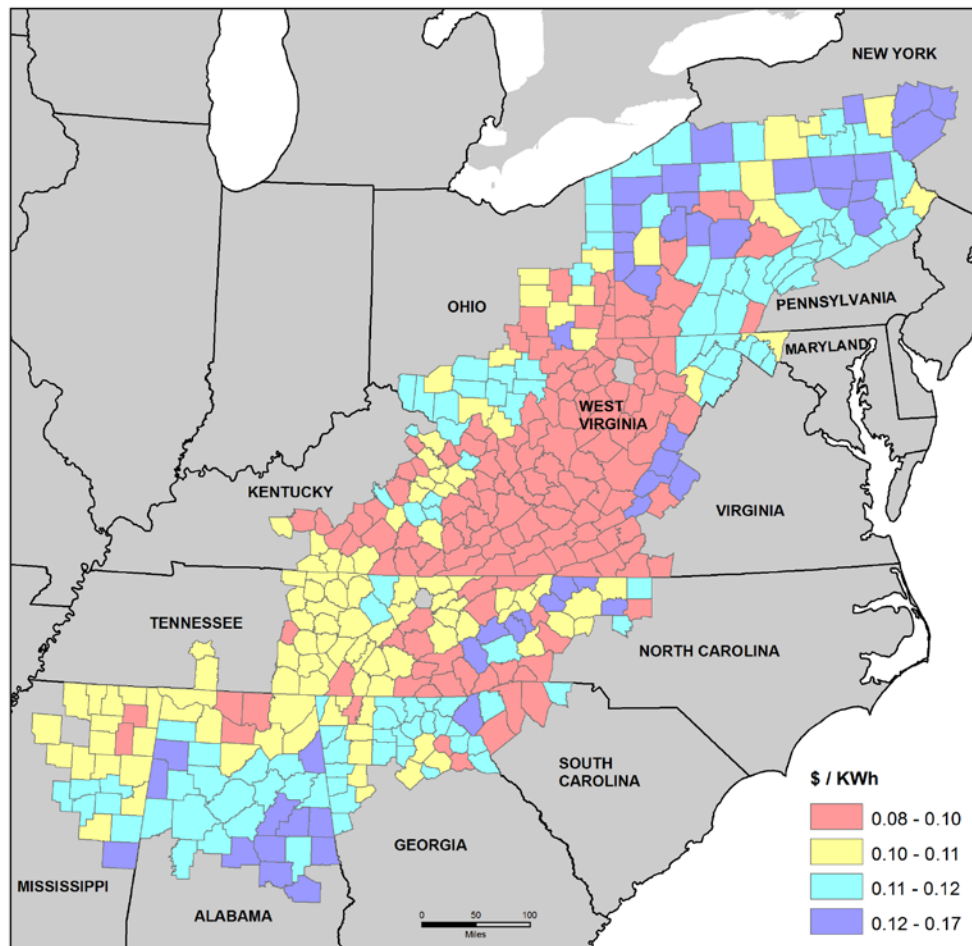 NEW YORK
PENNSYLVANIA
OHIO
MARYLAND
WEST
VIRGINIA
KENTUCKY
VIRGINIA
TENNESSEE
NORTH CAROLINA
SOUTH
CAROLINA
GEORGIA
MISSISSIPPI
ALABAMA
0 50 100
Miles
$ / KWh
0.08 - 0.10
0.10 - 0.11
0.11 - 0.12
0.12 - 0.17